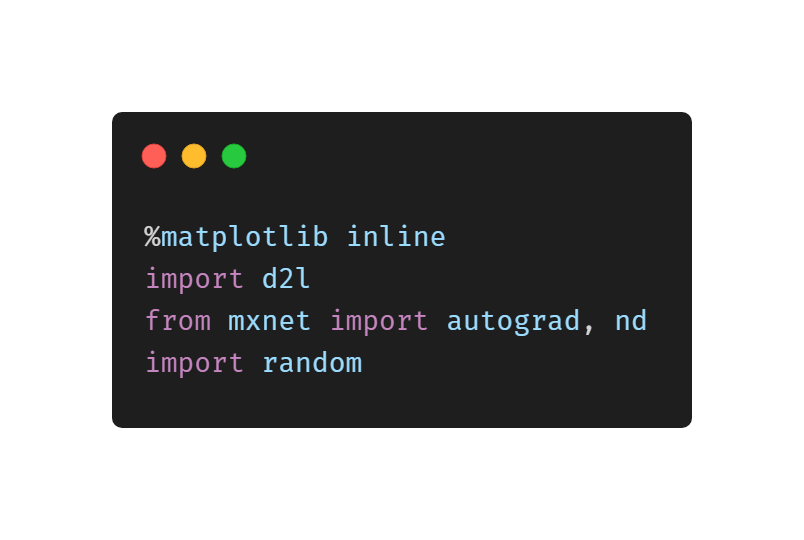 %matplotlib inline
import d2l
from mxnet import autograd, nd
import random